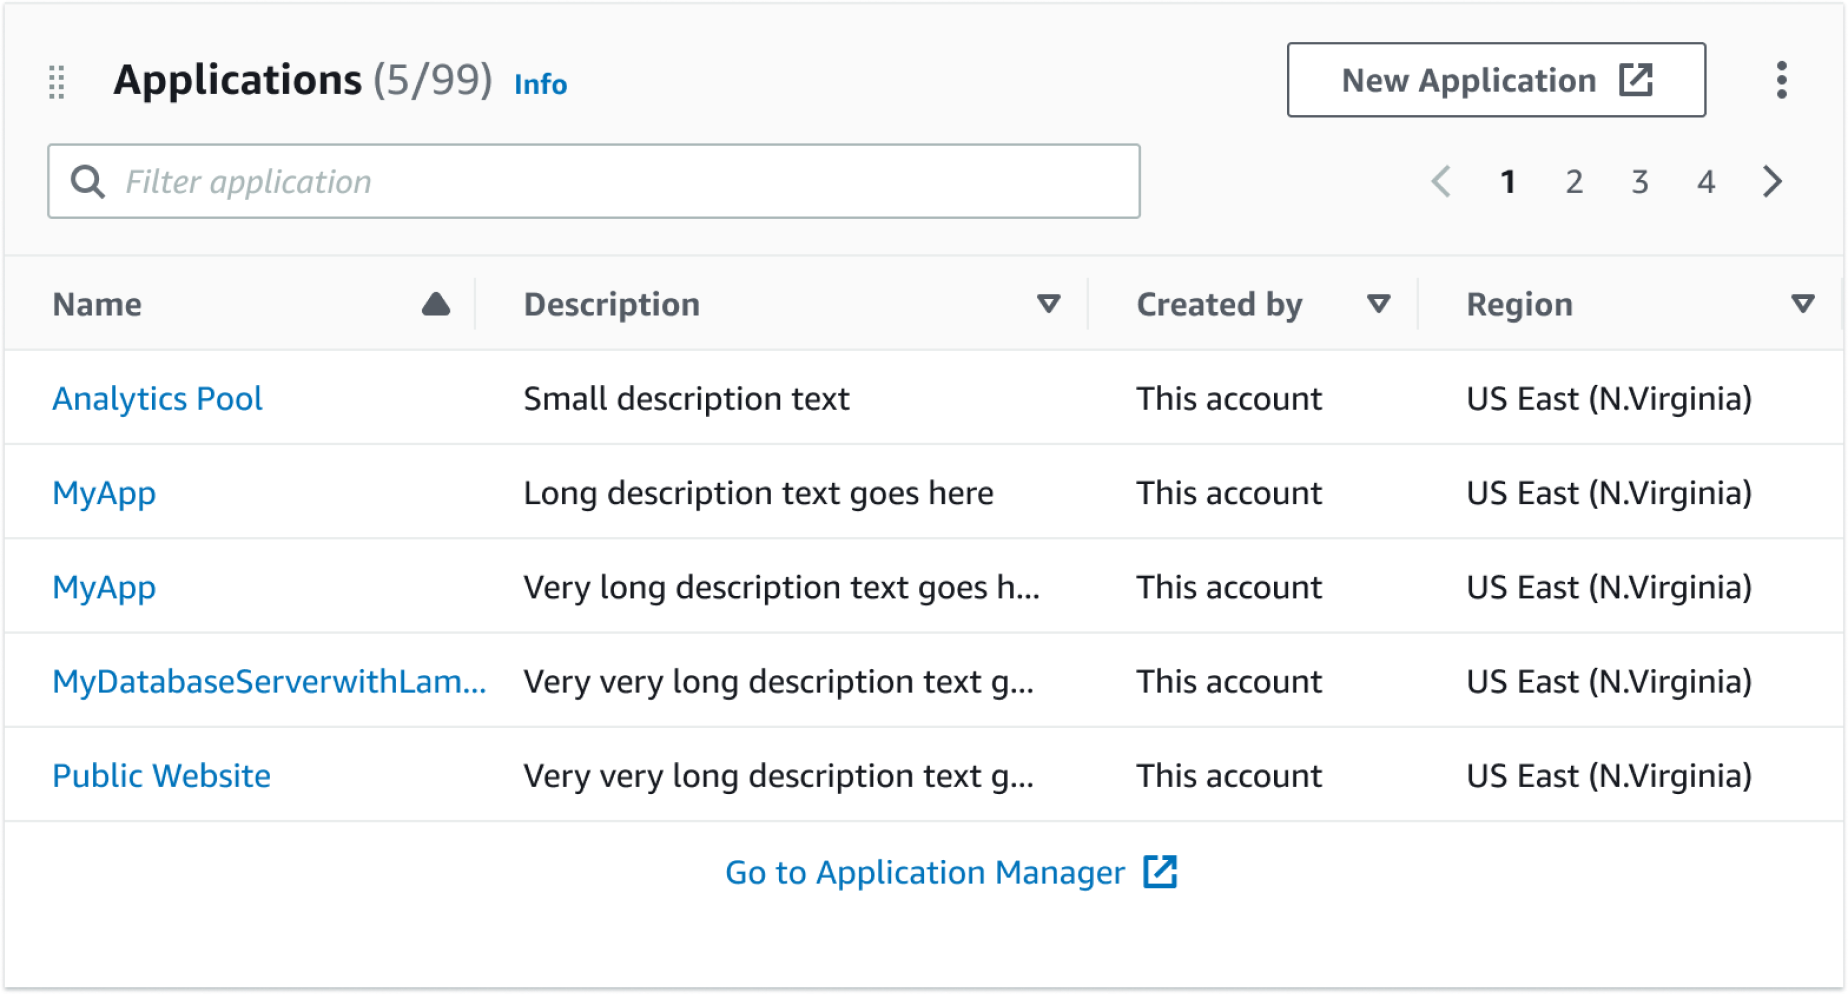 Applications (5/99) Info
New Application
Filter application
1 2 3 4
Name Description Created by Region
Analytics Pool Small description text This account US East (N.Virginia)
MyApp Long description text goes here This account US East (N.Virginia)
MyApp Very long description text goes h... This account US East (N.Virginia)
MyDatabaseServerwithLam... Very very long description text g... This account US East (N.Virginia)
Public Website Very very long description text g... This account US East (N.Virginia)
Go to Application Manager